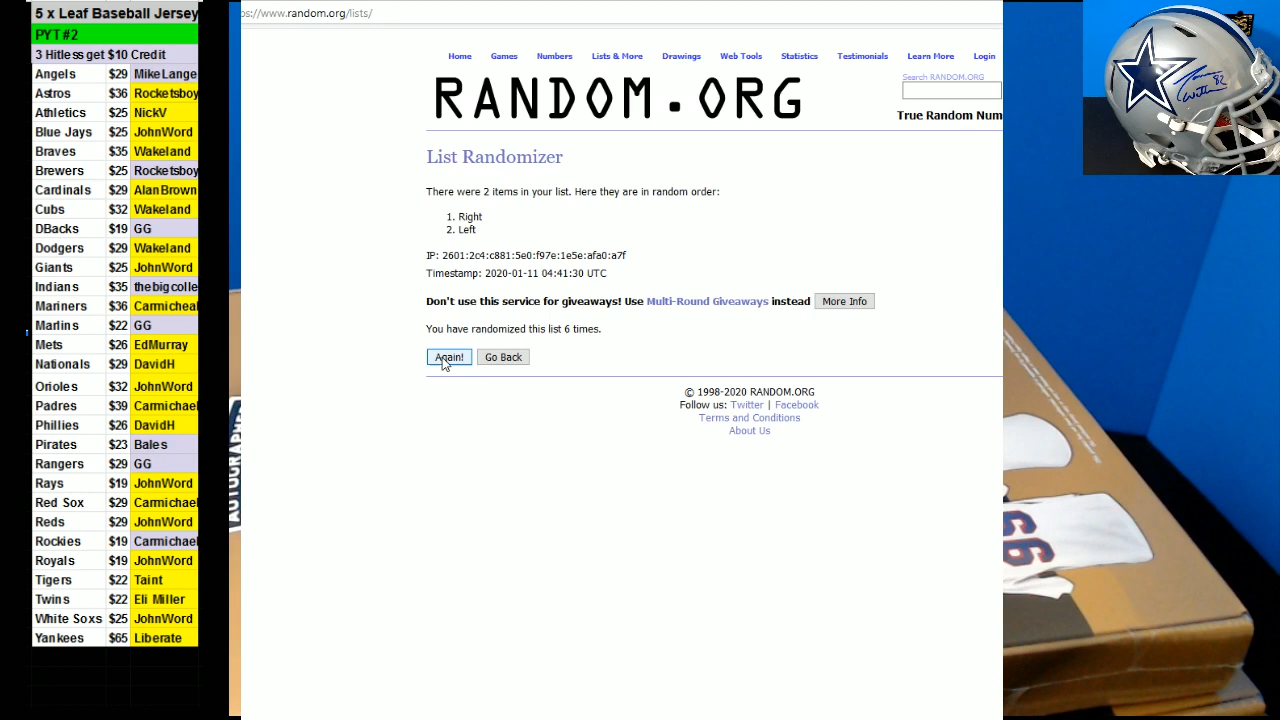 5 x Leaf Baseball Jersey
PYT #2
3 Hitless get $10 Credit
Angels $29 MikeLange
Astros $36 Rocketsboy
Athletics $25 NickV
Blue Jays $25 JohnWord
Braves $35 Wakeland
Brewers $25 Rocketsboy
Cardinals $29 AlanBrown
Cubs $32 Wakeland
DBacks $19 GG
Dodgers $29 Wakeland
Giants $25 JohnWord
Indians $35 thebigcolle
Mariners $36 Carmicheal
Marlins $22 GG
Mets $26 EdMurray
Nationals $29 DavidH
Orioles $32 JohnWord
Padres $39 Carmichael
Phillies $26 DavidH
Pirates $23 Bales
Rangers $29 GG
Rays $19 JohnWord
Red Sox $29 Carmichael
Reds $29 JohnWord
Rockies $19 Carmichael
Royals $19 JohnWord
Tigers $22 Taint
Twins $22 Eli Miller
White Soxs $25 JohnWord
Yankees $65 Liberate
ps://www.random.org/lists/
Home Games Numbers Lists & More Drawings Web Tools Statistics Testimonials Learn More Login
RANDOM.ORG
Search RANDOM.ORG
True Random Num
List Randomizer
There were 2 items in your list. Here they are in random order:
1. Right
2. Left
IP: 2601:2c4:c881:5e0:f97e:1e5e:afa0:a7f
Timestamp: 2020-01-11 04:41:30 UTC
Don't use this service for giveaways! Use Multi-Round Giveaways instead More Info
You have randomized this list 6 times.
Again! Go Back
© 1998-2020 RANDOM.ORG
Follow us: Twitter | Facebook
Terms and Conditions
About Us
AUTOGRAPHE
66